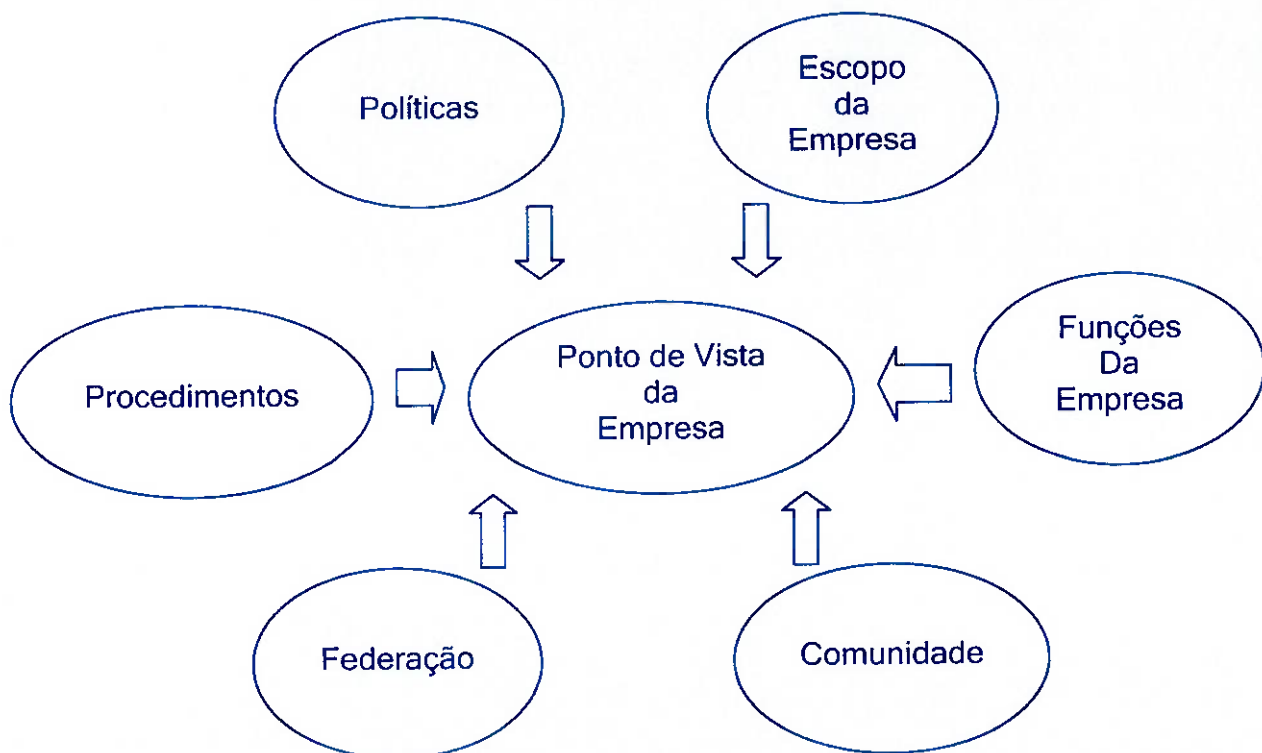 Políticas
Escopo
da
Empresa
Procedimentos
Ponto de Vista
da
Empresa
Funções
Da
Empresa
Federação
Comunidade